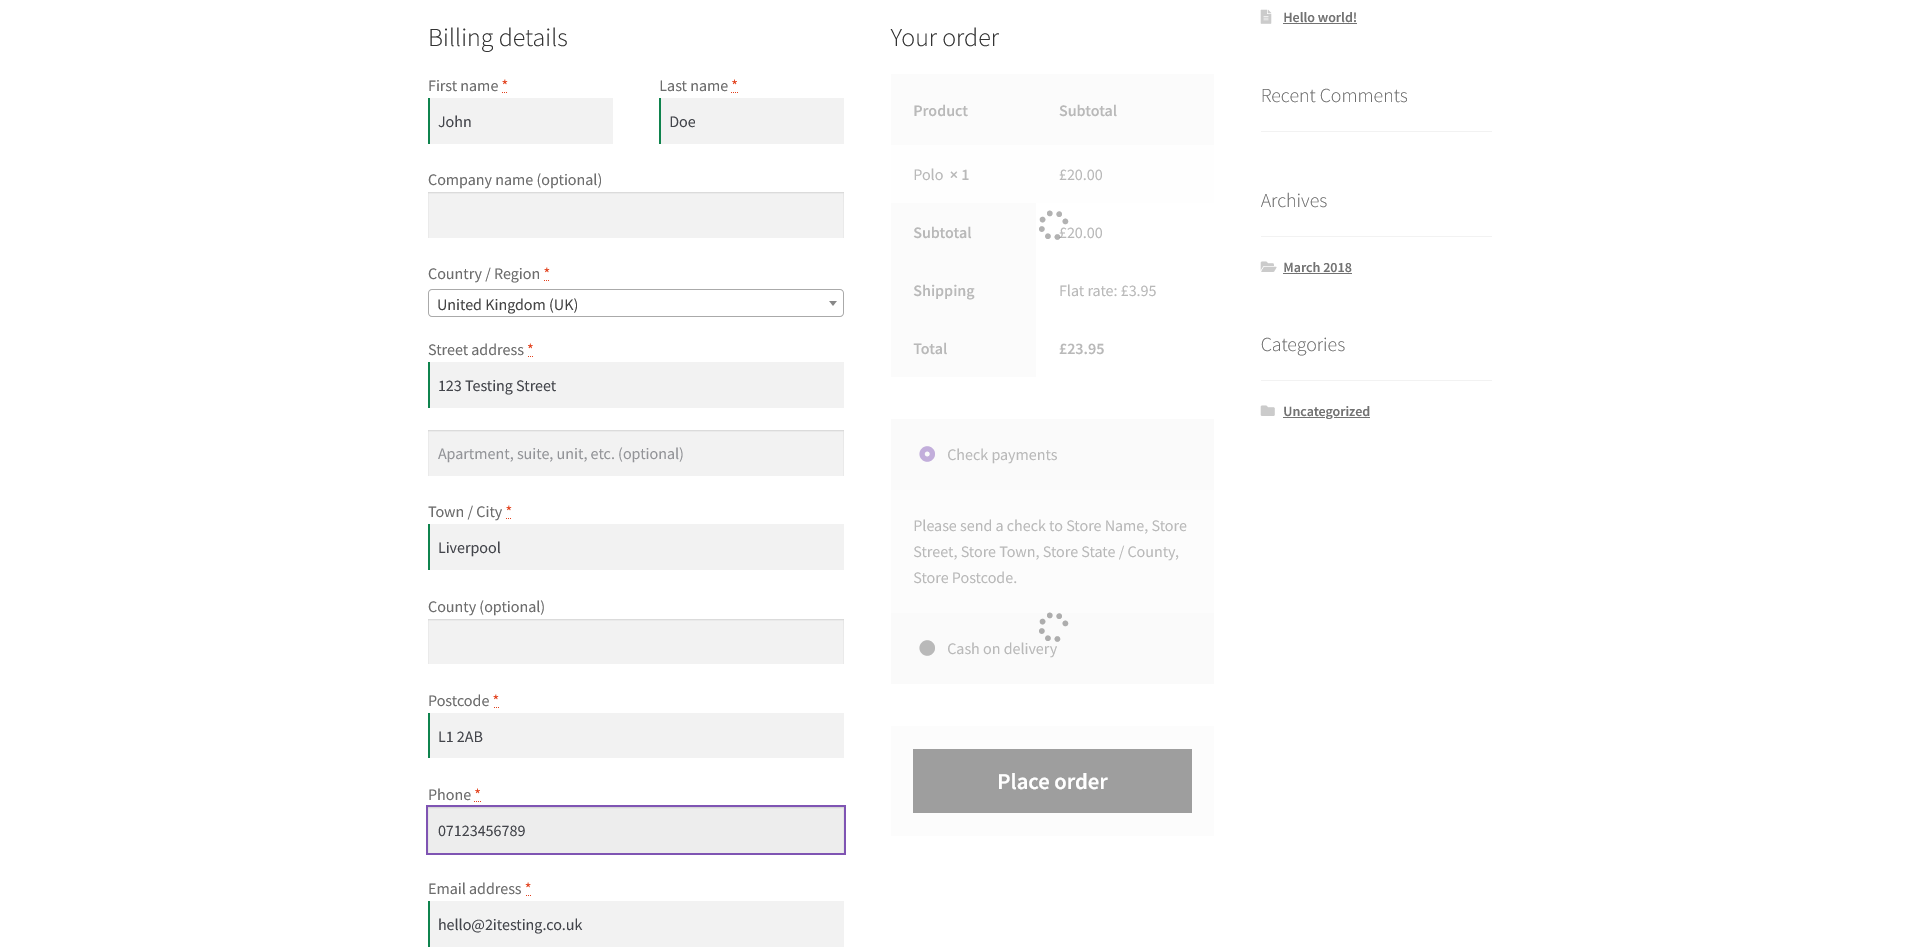 Billing details
First name *
Last name *
John
Doe
Company name (optional)
Country / Region *
United Kingdom (UK)
Street address *
123 Testing Street
Apartment, suite, unit, etc. (optional)
Town / City *
Liverpool
County (optional)
Postcode *
L1 2AB
Phone *
07123456789
Email address *
hello@2itesting.co.uk
Your order
Product Subtotal
Polo × 1 £20.00
Subtotal £20.00
Shipping Flat rate: £3.95
Total £23.95
Check payments
Please send a check to Store Name, Store
Street, Store Town, Store State / County,
Store Postcode.
Cash on delivery
Place order
Hello world!
Recent Comments
Archives
March 2018
Categories
Uncategorized